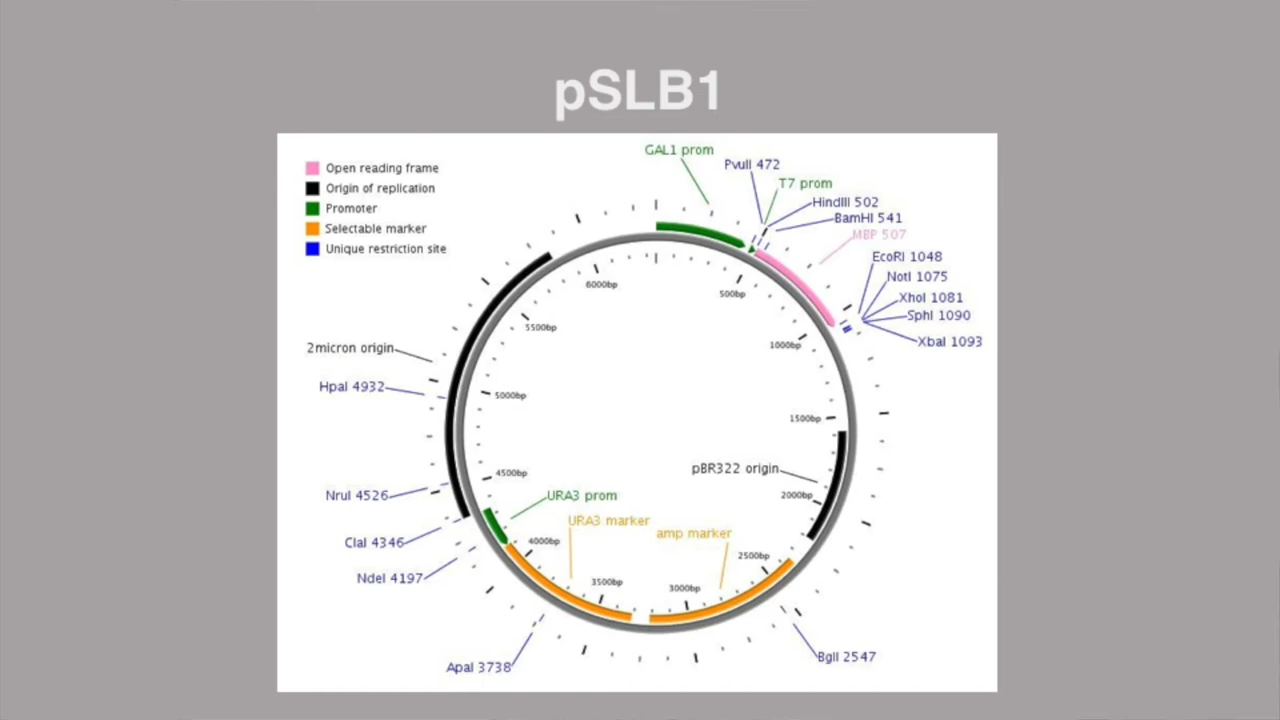 pSLB1
Open reading frame
Origin of replication
Promoter
Selectable marker
Unique restriction site
GAL1 prom
PvuII 472
T7 prom
HindIII 502
BamHI 541
MBP 507
EcoRI 1048
NotI 1075
XhoI 1081
SphI 1090
XbaI 1093
6000bp
500bp
5500bp
1000bp
2micron origin
HpaI 4932
5000bp
1500bp
pBR322 origin
4500bp
NruI 4526
URA3 prom
2000bp
URA3 marker
amp marker
ClaI 4346
4000bp
2500bp
NdeI 4197
3500bp
3000bp
ApaI 3738
BglI 2547